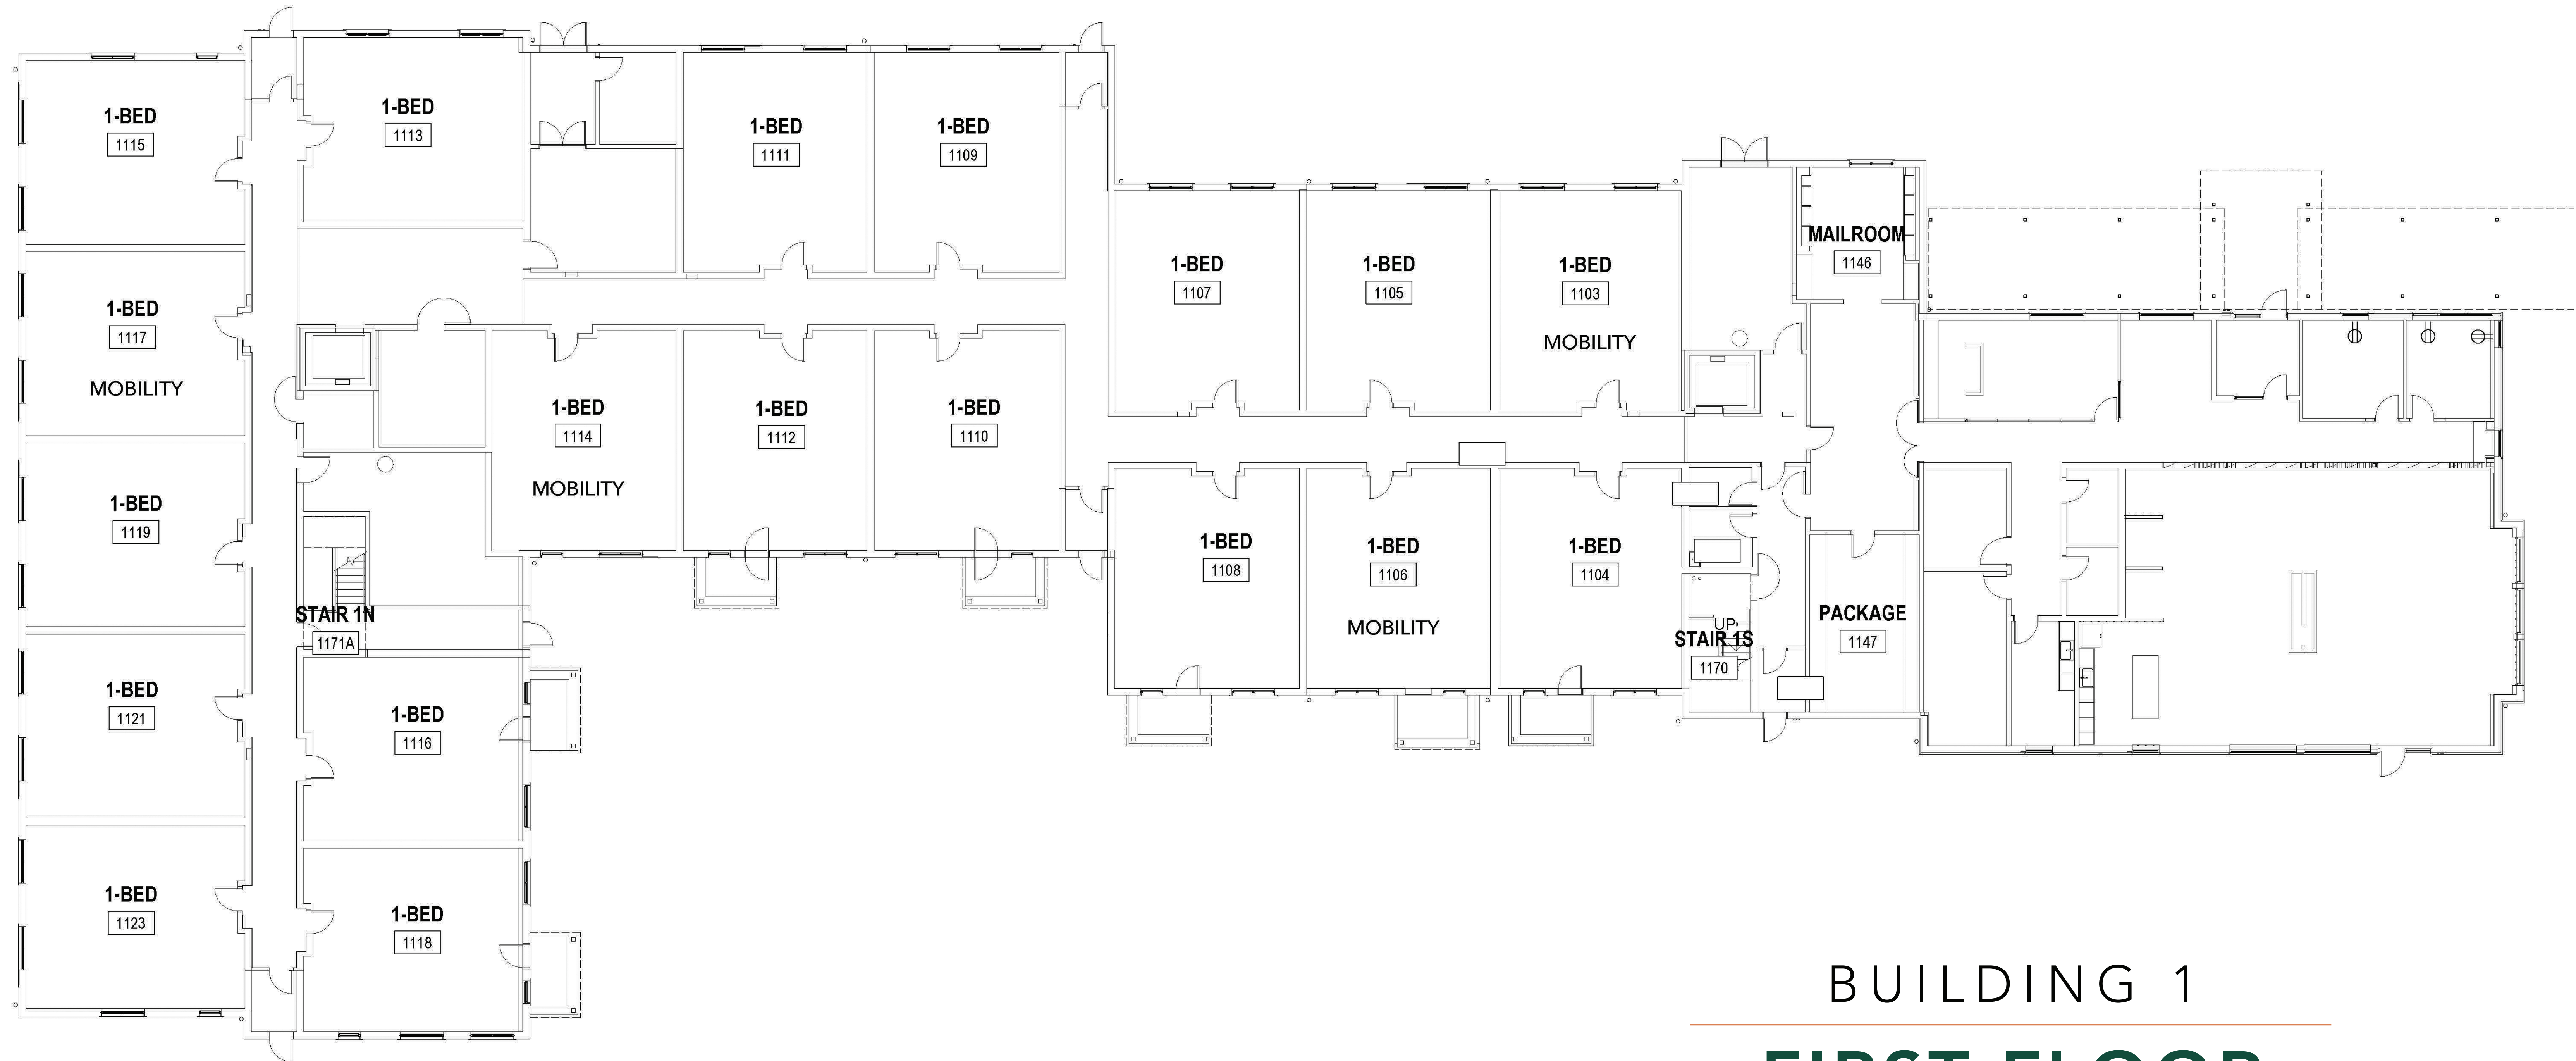 1-BED
1115
1-BED
1113
1-BED
1111
1-BED
1109
1-BED
1117
MOBILITY
1-BED
1107
1-BED
1105
1-BED
1103
MOBILITY
MAILROOM
1146
1-BED
1114
MOBILITY
1-BED
1112
1-BED
1110
1-BED
1119
1-BED
1108
1-BED
1106
MOBILITY
1-BED
1104
STAIR 1N
1171A
UP
STAIR 1S
1170
PACKAGE
1147
1-BED
1121
1-BED
1116
1-BED
1123
1-BED
1118
BUILDING 1
FIRST FLOOR